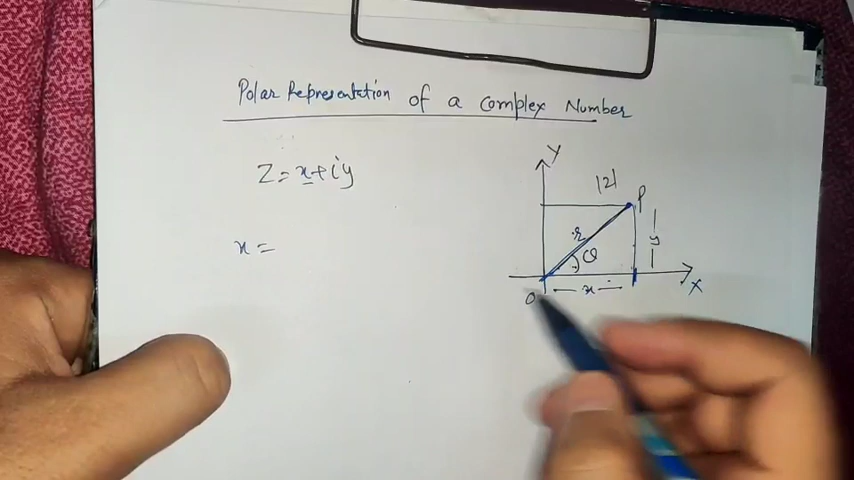 Polar Representation of a Complex Number
Z = x + iy
Y
|z|
P
r
θ
y
x =
x
X
O